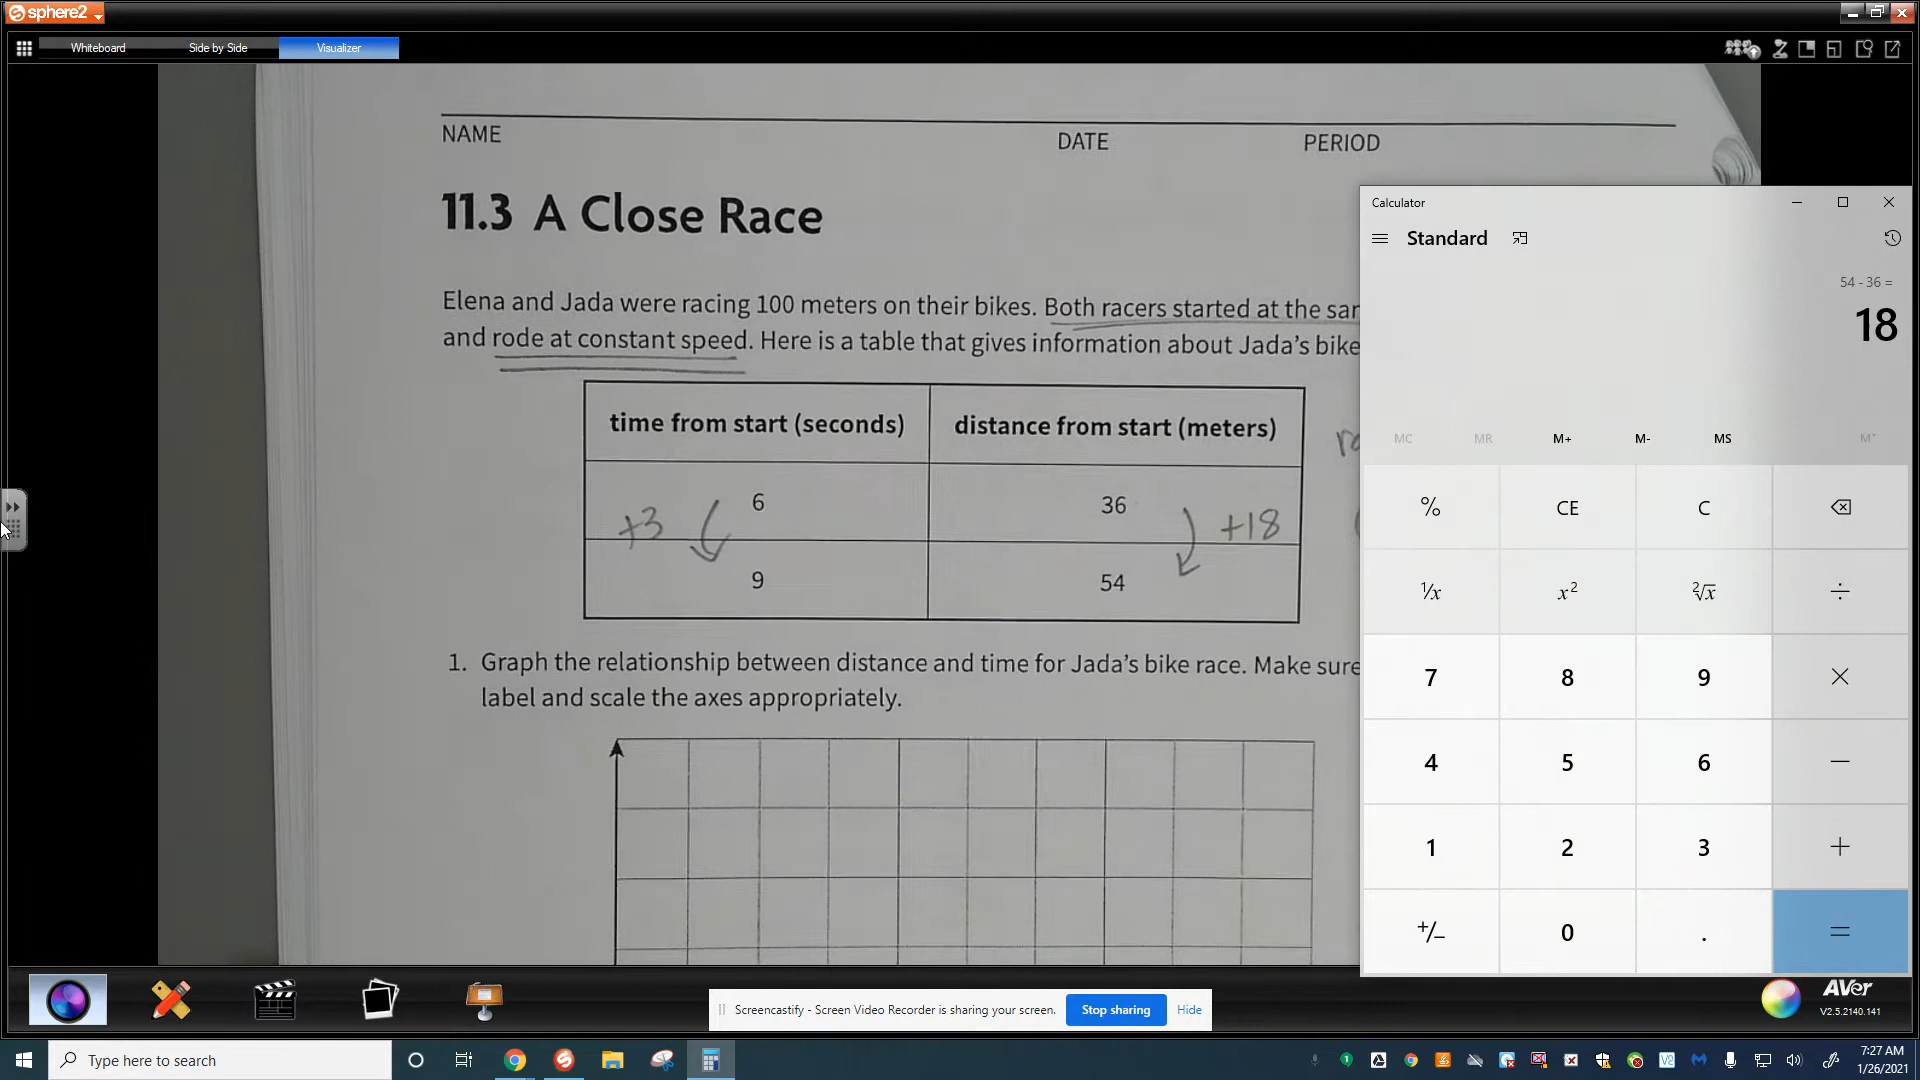 sphere2
Whiteboard
Side by Side
Visualizer
NAME
DATE
PERIOD
11.3 A Close Race
Elena and Jada were racing 100 meters on their bikes. Both racers started at the
and rode at constant speed. Here is a table that gives information about Jada's bike
time from start (seconds)
distance from start (meters)
6
36
+3
+18
9
54
1. Graph the relationship between distance and time for Jada's bike race. Make sure
label and scale the axes appropriately.
Calculator
Standard
54 - 36 =
18
MC MR M+ M- MS M˅
% CE C
¹/x x² ²√x ÷
7 8 9 ×
4 5 6 −
1 2 3 +
+/− 0 . =
Screencastify - Screen Video Recorder is sharing your screen.
Stop sharing
Hide
AVer
V2.5.2140.141
Type here to search
7:27 AM
1/26/2021